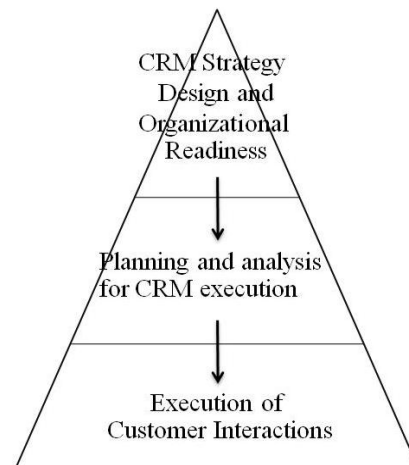 CRM Strategy
Design and
Organizational
Readiness
Planning and analysis
for CRM execution
Execution of
Customer Interactions